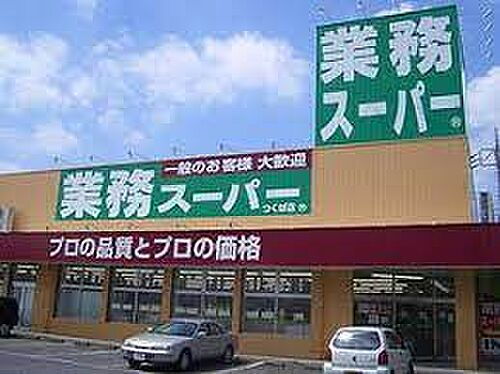 業務
スーパー®
一般のお客様 大歓迎
業務スーパー
つくば店 ®
プロの品質とプロの価格